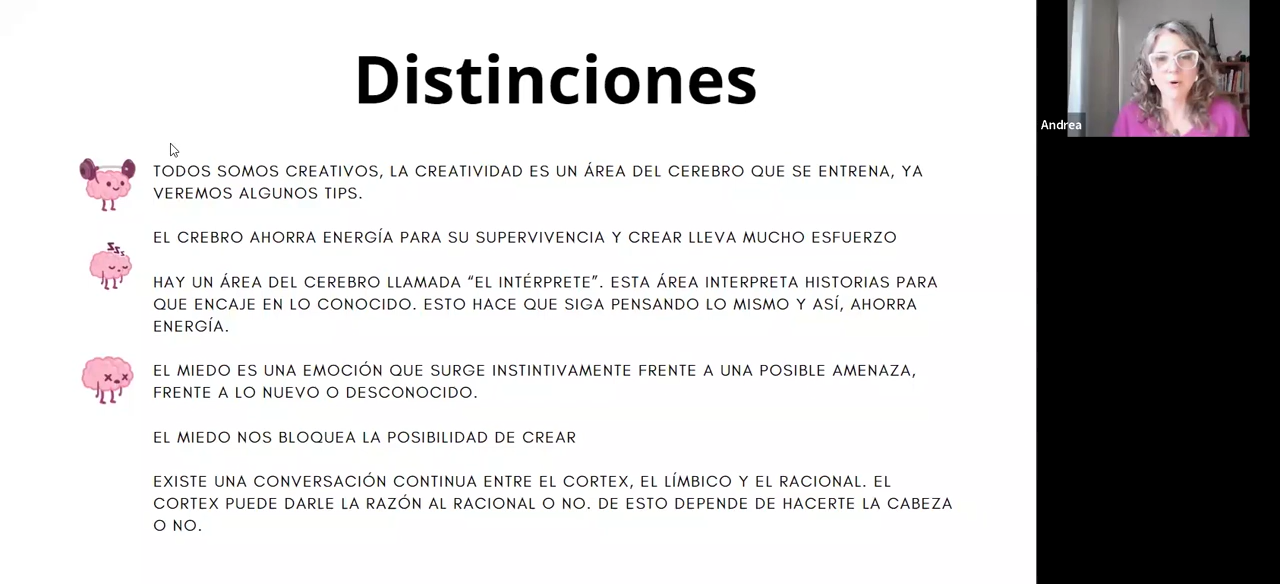 Distinciones
Andrea
TODOS SOMOS CREATIVOS, LA CREATIVIDAD ES UN ÁREA DEL CEREBRO QUE SE ENTRENA, YA
VEREMOS ALGUNOS TIPS.
EL CREBRO AHORRA ENERGÍA PARA SU SUPERVIVENCIA Y CREAR LLEVA MUCHO ESFUERZO
HAY UN ÁREA DEL CEREBRO LLAMADA “EL INTÉRPRETE”. ESTA ÁREA INTERPRETA HISTORIAS PARA
QUE ENCAJE EN LO CONOCIDO. ESTO HACE QUE SIGA PENSANDO LO MISMO Y ASÍ, AHORRA
ENERGÍA.
EL MIEDO ES UNA EMOCIÓN QUE SURGE INSTINTIVAMENTE FRENTE A UNA POSIBLE AMENAZA,
FRENTE A LO NUEVO O DESCONOCIDO.
EL MIEDO NOS BLOQUEA LA POSIBILIDAD DE CREAR
EXISTE UNA CONVERSACIÓN CONTINUA ENTRE EL CORTEX, EL LÍMBICO Y EL RACIONAL. EL
CORTEX PUEDE DARLE LA RAZÓN AL RACIONAL O NO. DE ESTO DEPENDE DE HACERTE LA CABEZA
O NO.